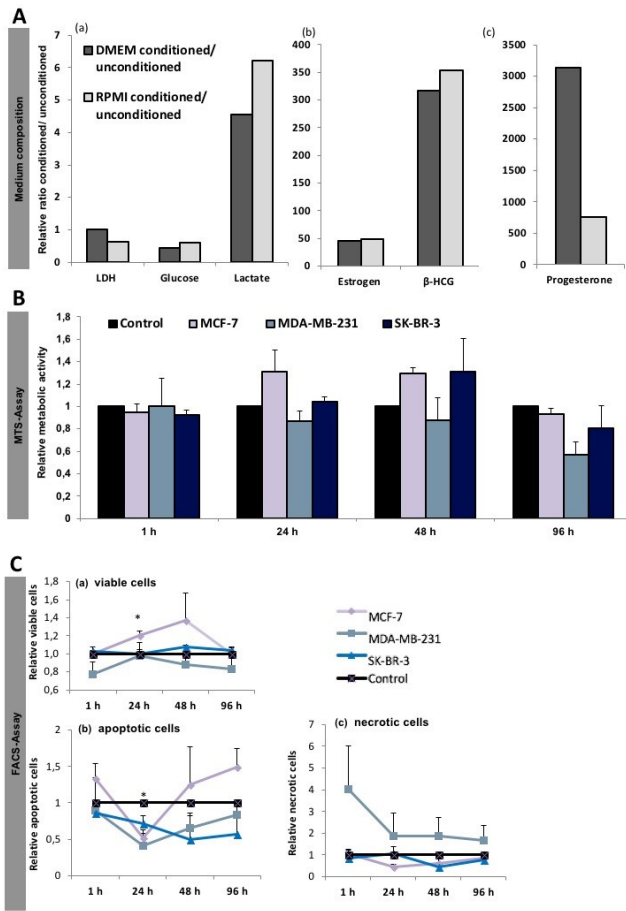 A
Medium composition
(a)
Relative ratio conditioned/ unconditioned
7
6
5
4
3
2
1
0
DMEM conditioned/
unconditioned
RPMI conditioned/
unconditioned
LDH Glucose Lactate
(b)
400
350
300
250
200
150
100
50
0
Estrogen β-HCG
(c)
3500
3000
2500
2000
1500
1000
500
0
Progesterone
B
MTS-Assay
Relative metabolic activity
1,8
1,6
1,4
1,2
1
0,8
0,6
0,4
0,2
0
Control MCF-7 MDA-MB-231 SK-BR-3
1 h 24 h 48 h 96 h
C
FACS-Assay
(a) viable cells
Relative viable cells
1,8
1,6
1,4
1,2
1
0,8
0,6
*
1 h 24 h 48 h 96 h
MCF-7
MDA-MB-231
SK-BR-3
Control
(b) apoptotic cells
Relative apoptotic cells
2
1,5
1
0,5
0
*
1 h 24 h 48 h 96 h
(c) necrotic cells
Relative necrotic cells
7
6
5
4
3
2
1
0
1 h 24 h 48 h 96 h